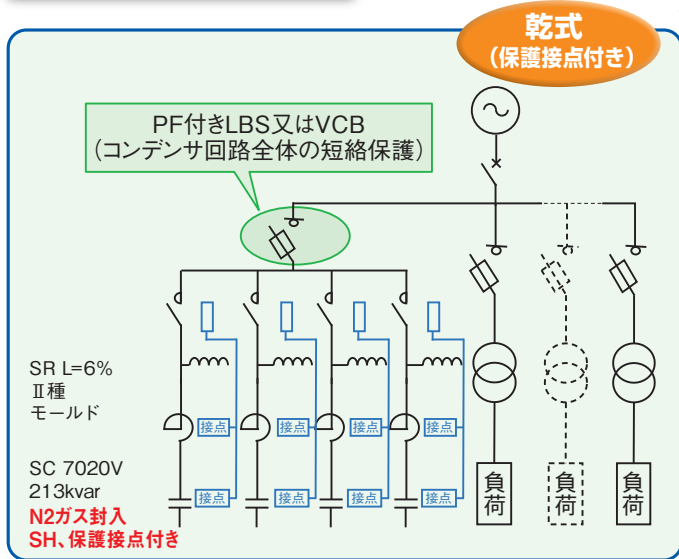 乾式
(保護接点付き)
PF付きLBS又はVCB
(コンデンサ回路全体の短絡保護)
SR L=6%
Ⅱ種
モールド
接点
接点
接点
接点
SC 7020V
213kvar
N2ガス封入
SH、保護接点付き
接点
接点
接点
接点
負荷
負荷
負荷